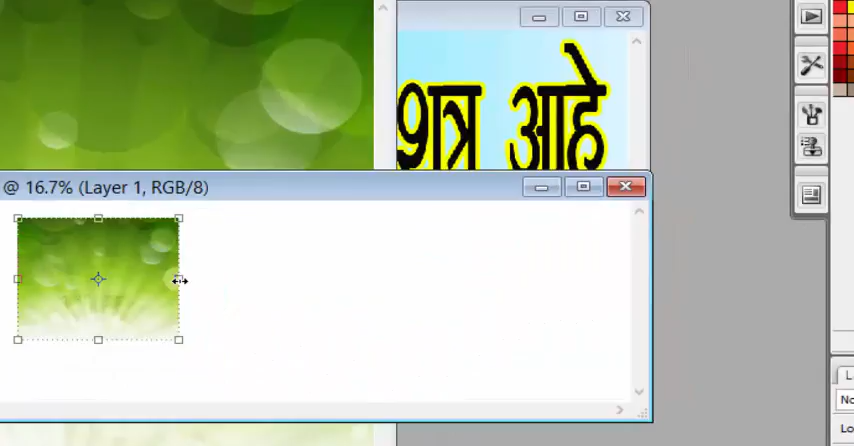 शत्र आहे
@ 16.7% (Layer 1, RGB/8)